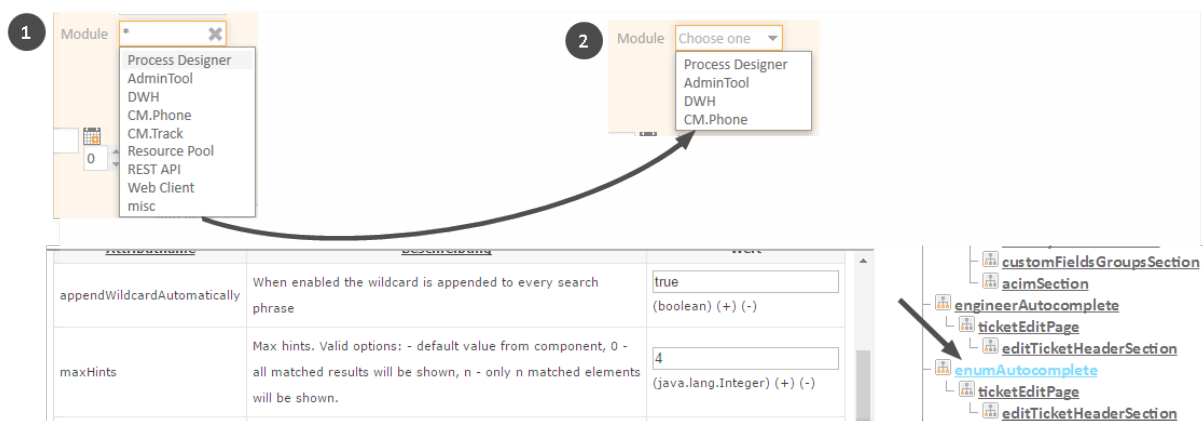 1
Module *
Process Designer
AdminTool
DWH
CM.Phone
CM.Track
Resource Pool
REST API
Web Client
misc
0
2
Module Choose one
Process Designer
AdminTool
DWH
CM.Phone
Attributname Beschreibung Wert
appendWildcardAutomatically
When enabled the wildcard is appended to every search
phrase
true
(boolean) (+) (-)
maxHints
Max hints. Valid options: - default value from component, 0 -
all matched results will be shown, n - only n matched elements
will be shown.
4
(java.lang.Integer) (+) (-)
customFieldsGroupsSection
acimSection
engineerAutocomplete
ticketEditPage
editTicketHeaderSection
enumAutocomplete
ticketEditPage
editTicketHeaderSection